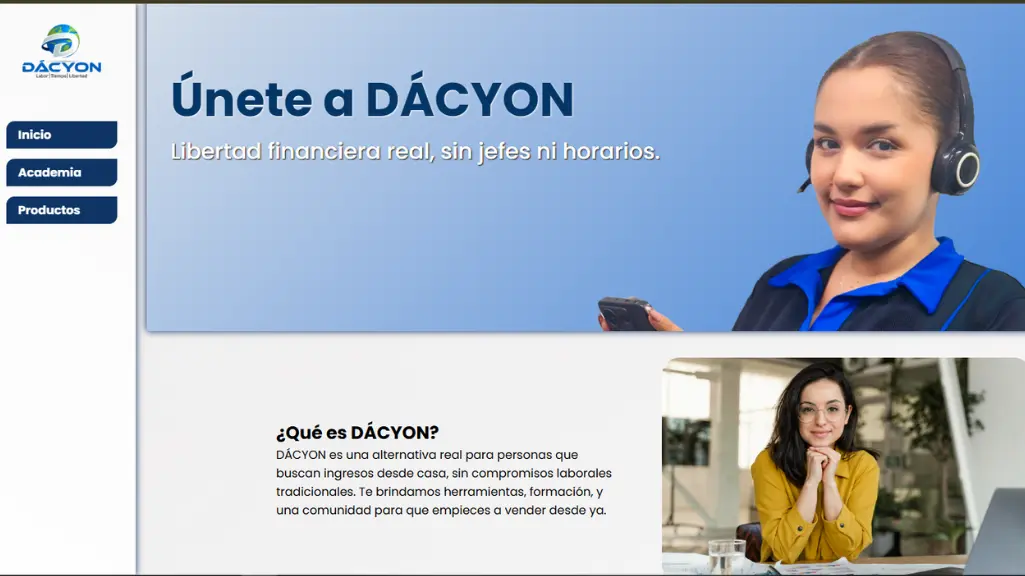 DÁCYON
Labor | Tiempo | Libertad
Inicio
Academia
Productos
Únete a DÁCYON
Libertad financiera real, sin jefes ni horarios.
¿Qué es DÁCYON?
DÁCYON es una alternativa real para personas que
buscan ingresos desde casa, sin compromisos laborales
tradicionales. Te brindamos herramientas, formación, y
una comunidad para que empieces a vender desde ya.